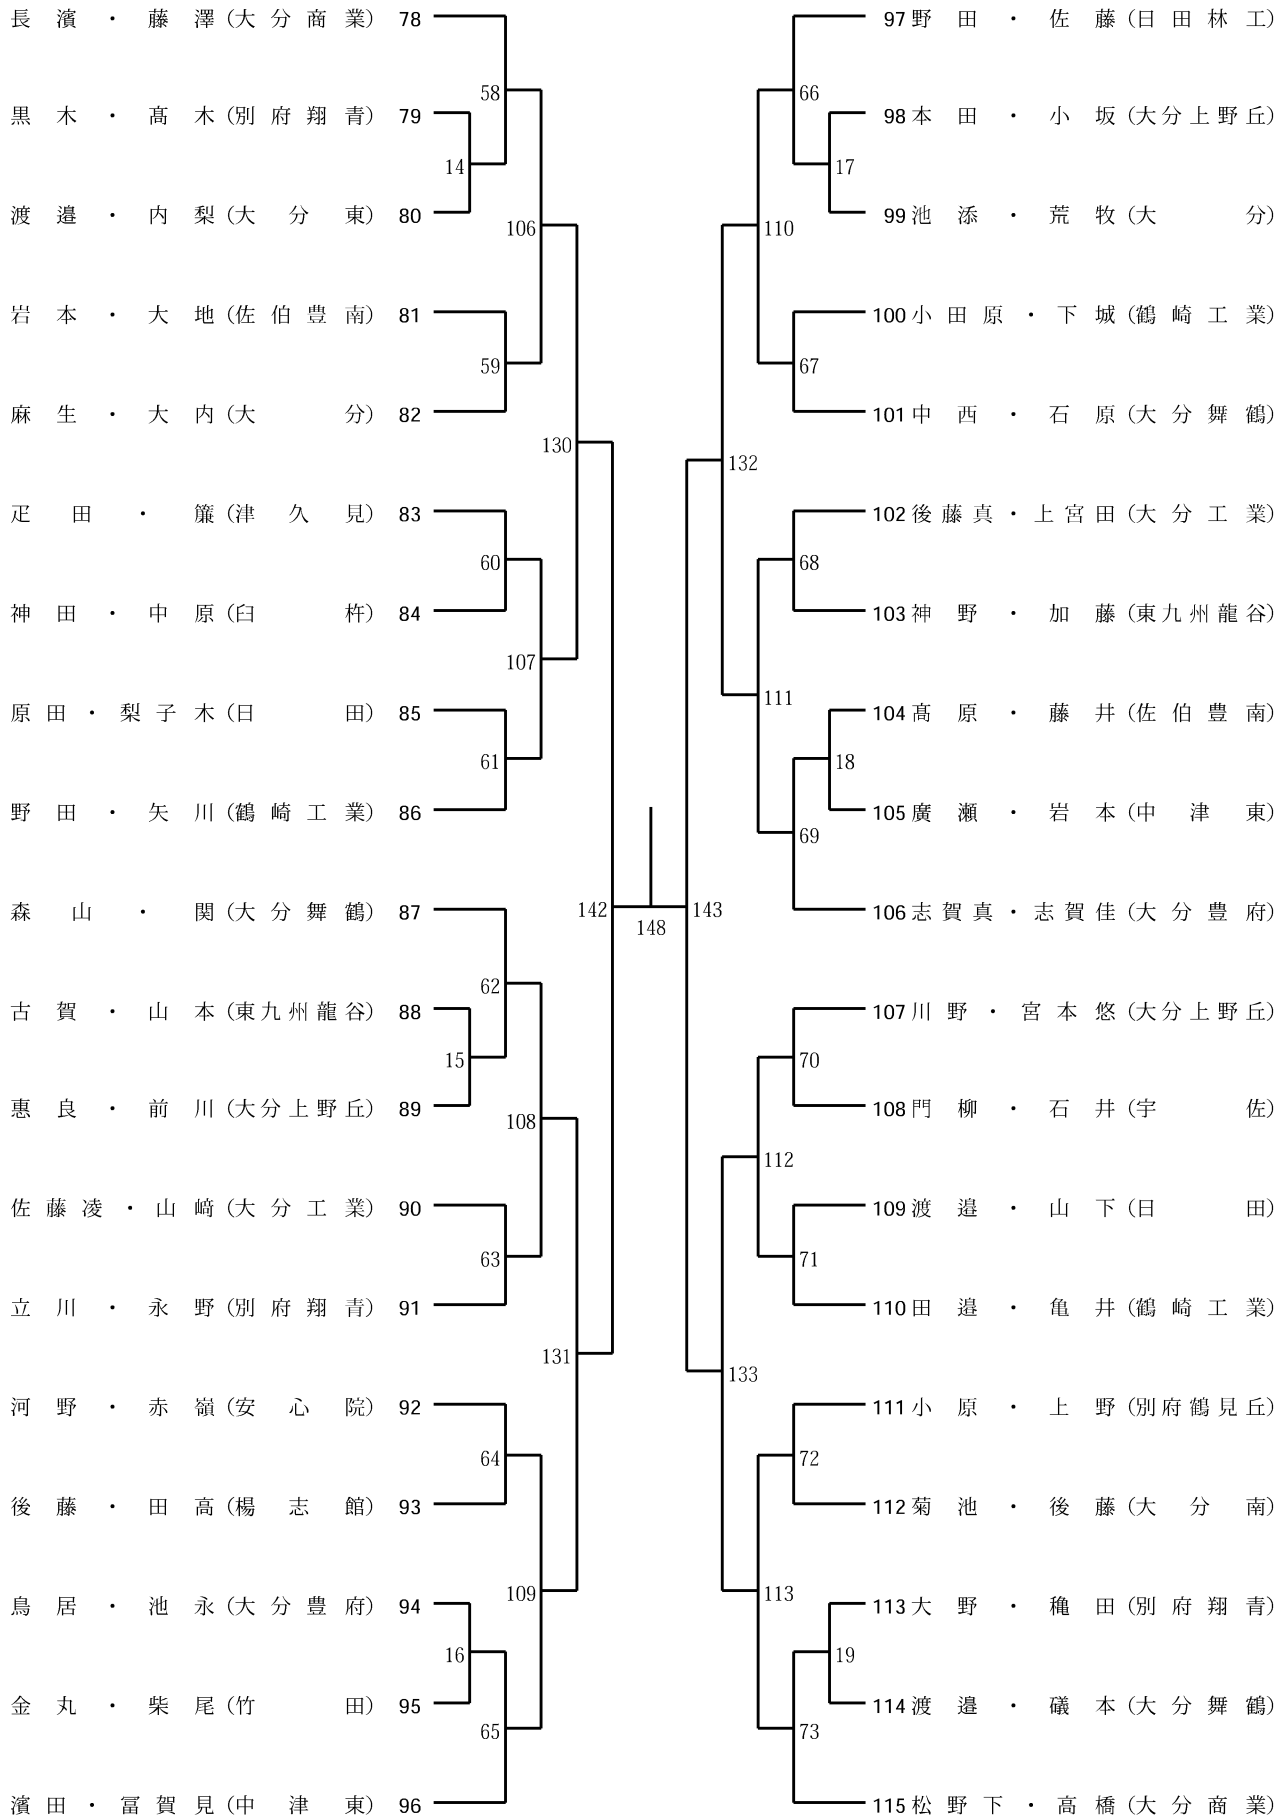 長濱・藤澤(大分商業) 78
黒木・髙木(別府翔青) 79
渡邉・内梨(大分東) 80
岩本・大地(佐伯豊南) 81
麻生・大内(大分) 82
疋田・簾(津久見) 83
神田・中原(臼杵) 84
原田・梨子木(日田) 85
野田・矢川(鶴崎工業) 86
森山・関(大分舞鶴) 87
古賀・山本(東九州龍谷) 88
惠良・前川(大分上野丘) 89
佐藤凌・山﨑(大分工業) 90
立川・永野(別府翔青) 91
河野・赤嶺(安心院) 92
後藤・田高(楊志館) 93
鳥居・池永(大分豊府) 94
金丸・柴尾(竹田) 95
濱田・冨賀見(中津東) 96
58
14
106
59
130
60
107
61
142
62
15
108
63
131
64
109
16
65
148
97 野田・佐藤(日田林工)
98 本田・小坂(大分上野丘)
99 池添・荒牧(大分)
100 小田原・下城(鶴崎工業)
101 中西・石原(大分舞鶴)
102 後藤真・上宮田(大分工業)
103 神野・加藤(東九州龍谷)
104 髙原・藤井(佐伯豊南)
105 廣瀬・岩本(中津東)
106 志賀真・志賀佳(大分豊府)
107 川野・宮本悠(大分上野丘)
108 門柳・石井(宇佐)
109 渡邉・山下(日田)
110 田邉・亀井(鶴崎工業)
111 小原・上野(別府鶴見丘)
112 菊池・後藤(大分南)
113 大野・穐田(別府翔青)
114 渡邉・礒本(大分舞鶴)
115 松野下・高橋(大分商業)
66
17
110
67
132
68
111
18
69
143
70
112
71
133
72
113
19
73